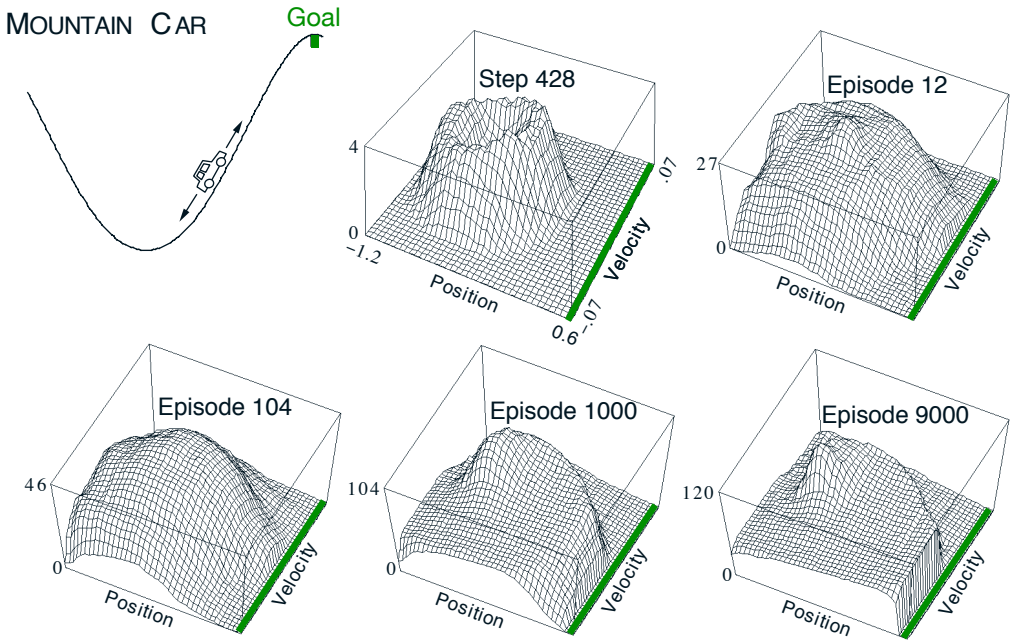 MOUNTAIN CAR
Goal
Step 428
4
0
−1.2
Position
0.6
−.07
Velocity
.07
Episode 12
27
0
Position
Velocity
Episode 104
46
0
Position
Velocity
Episode 1000
104
0
Position
Velocity
Episode 9000
120
0
Position
Velocity